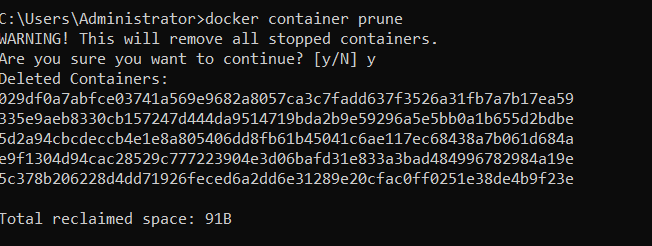 C:\Users\Administrator>docker container prune
WARNING! This will remove all stopped containers.
Are you sure you want to continue? [y/N] y
Deleted Containers:
029df0a7abfce03741a569e9682a8057ca3c7fadd637f3526a31fb7a7b17ea59
335e9aeb8330cb157247d444da9514719bda2b9e59296a5e5bb0a1b655d2bdbe
5d2a94cbcdeccb4e1e8a805406dd8fb61b45041c6ae117ec68438a7b061d684a
e9f1304d94cac28529c777223904e3d06bafd31e833a3bad484996782984a19e
5c378b206228d4dd71926feced6a2dd6e31289e20cfac0ff0251e38de4b9f23e
Total reclaimed space: 91B